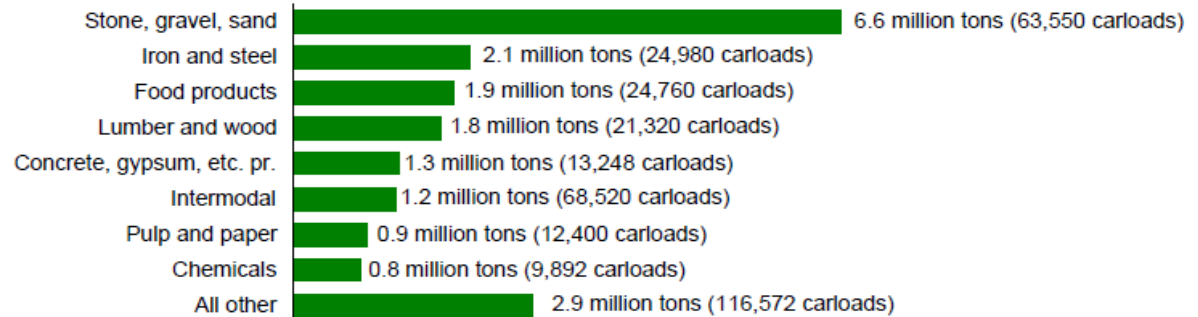 Stone, gravel, sand 6.6 million tons (63,550 carloads)
Iron and steel 2.1 million tons (24,980 carloads)
Food products 1.9 million tons (24,760 carloads)
Lumber and wood 1.8 million tons (21,320 carloads)
Concrete, gypsum, etc. pr. 1.3 million tons (13,248 carloads)
Intermodal 1.2 million tons (68,520 carloads)
Pulp and paper 0.9 million tons (12,400 carloads)
Chemicals 0.8 million tons (9,892 carloads)
All other 2.9 million tons (116,572 carloads)